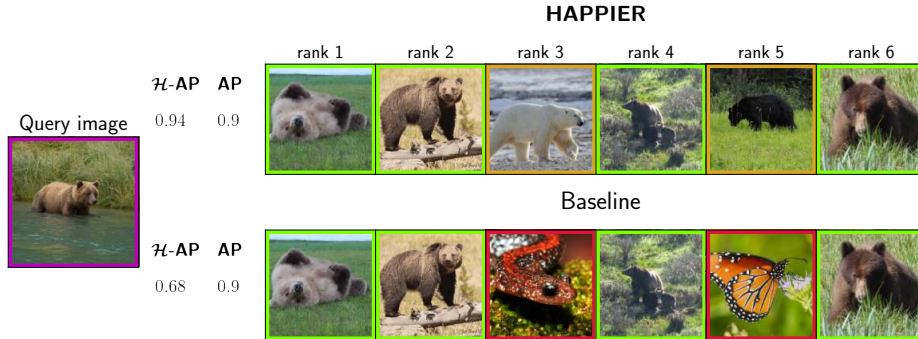 HAPPIER
rank 1 rank 2 rank 3 rank 4 rank 5 rank 6
ℋ-AP AP
0.94 0.9
Query image
Baseline
ℋ-AP AP
0.68 0.9